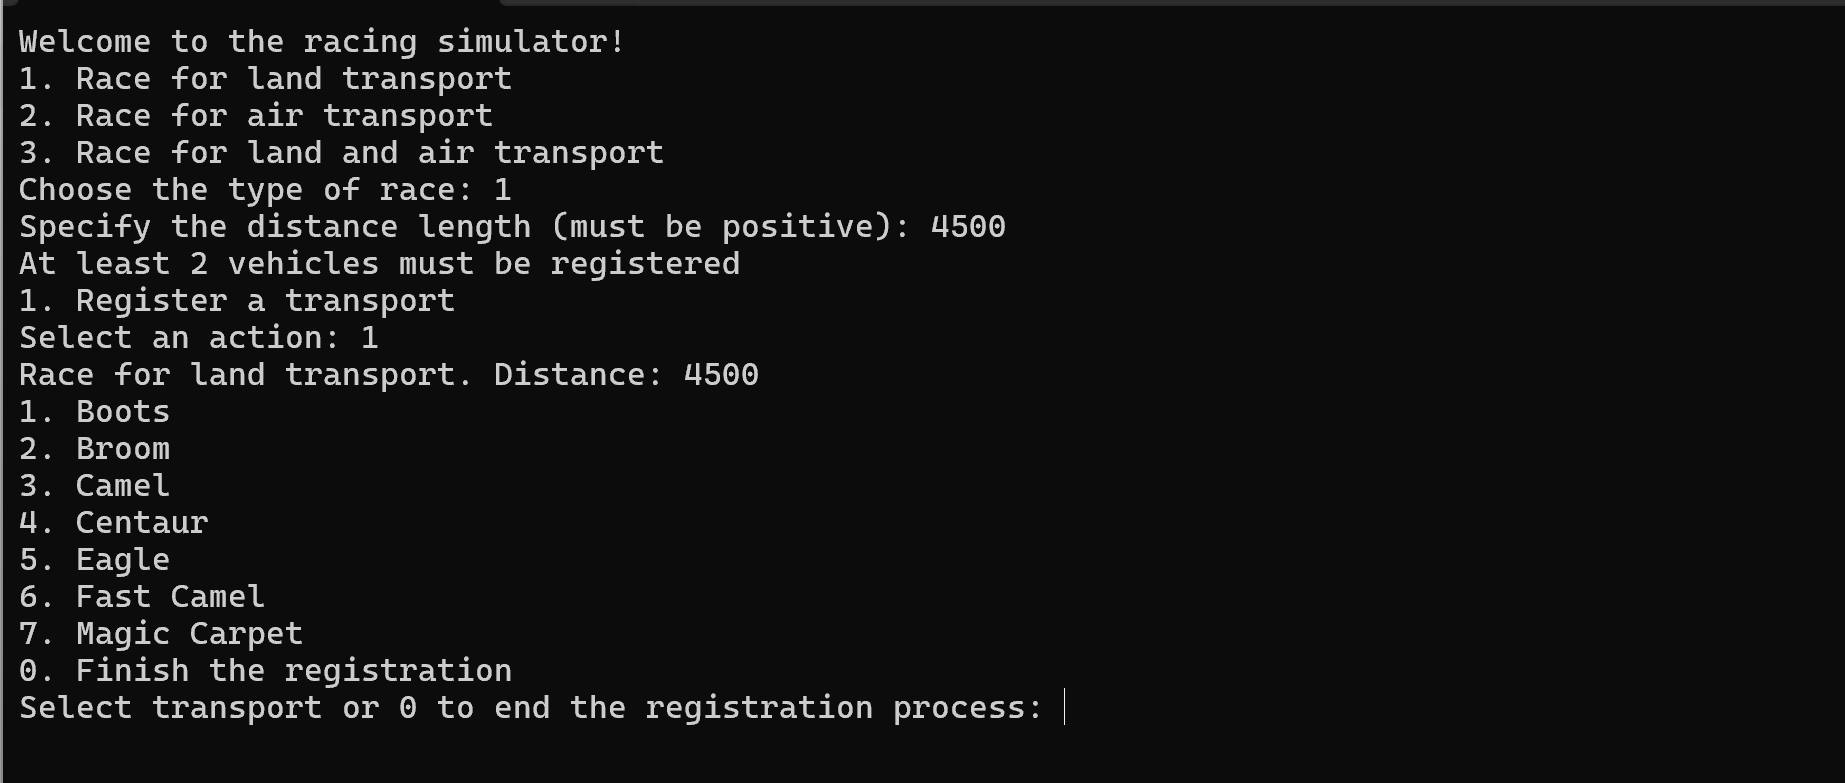 Welcome to the racing simulator!
1. Race for land transport
2. Race for air transport
3. Race for land and air transport
Choose the type of race: 1
Specify the distance length (must be positive): 4500
At least 2 vehicles must be registered
1. Register a transport
Select an action: 1
Race for land transport. Distance: 4500
1. Boots
2. Broom
3. Camel
4. Centaur
5. Eagle
6. Fast Camel
7. Magic Carpet
0. Finish the registration
Select transport or 0 to end the registration process: